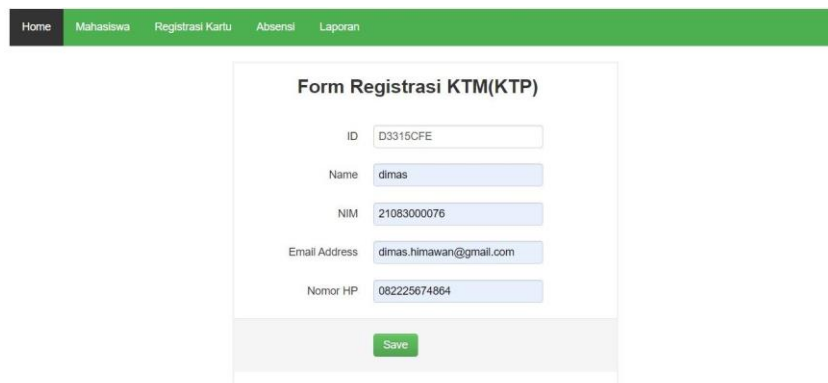 Home Mahasiswa Registrasi Kartu Absensi Laporan
Form Registrasi KTM(KTP)
ID D3315CFE
Name dimas
NIM 21083000076
Email Address dimas.himawan@gmail.com
Nomor HP 082225674864
Save